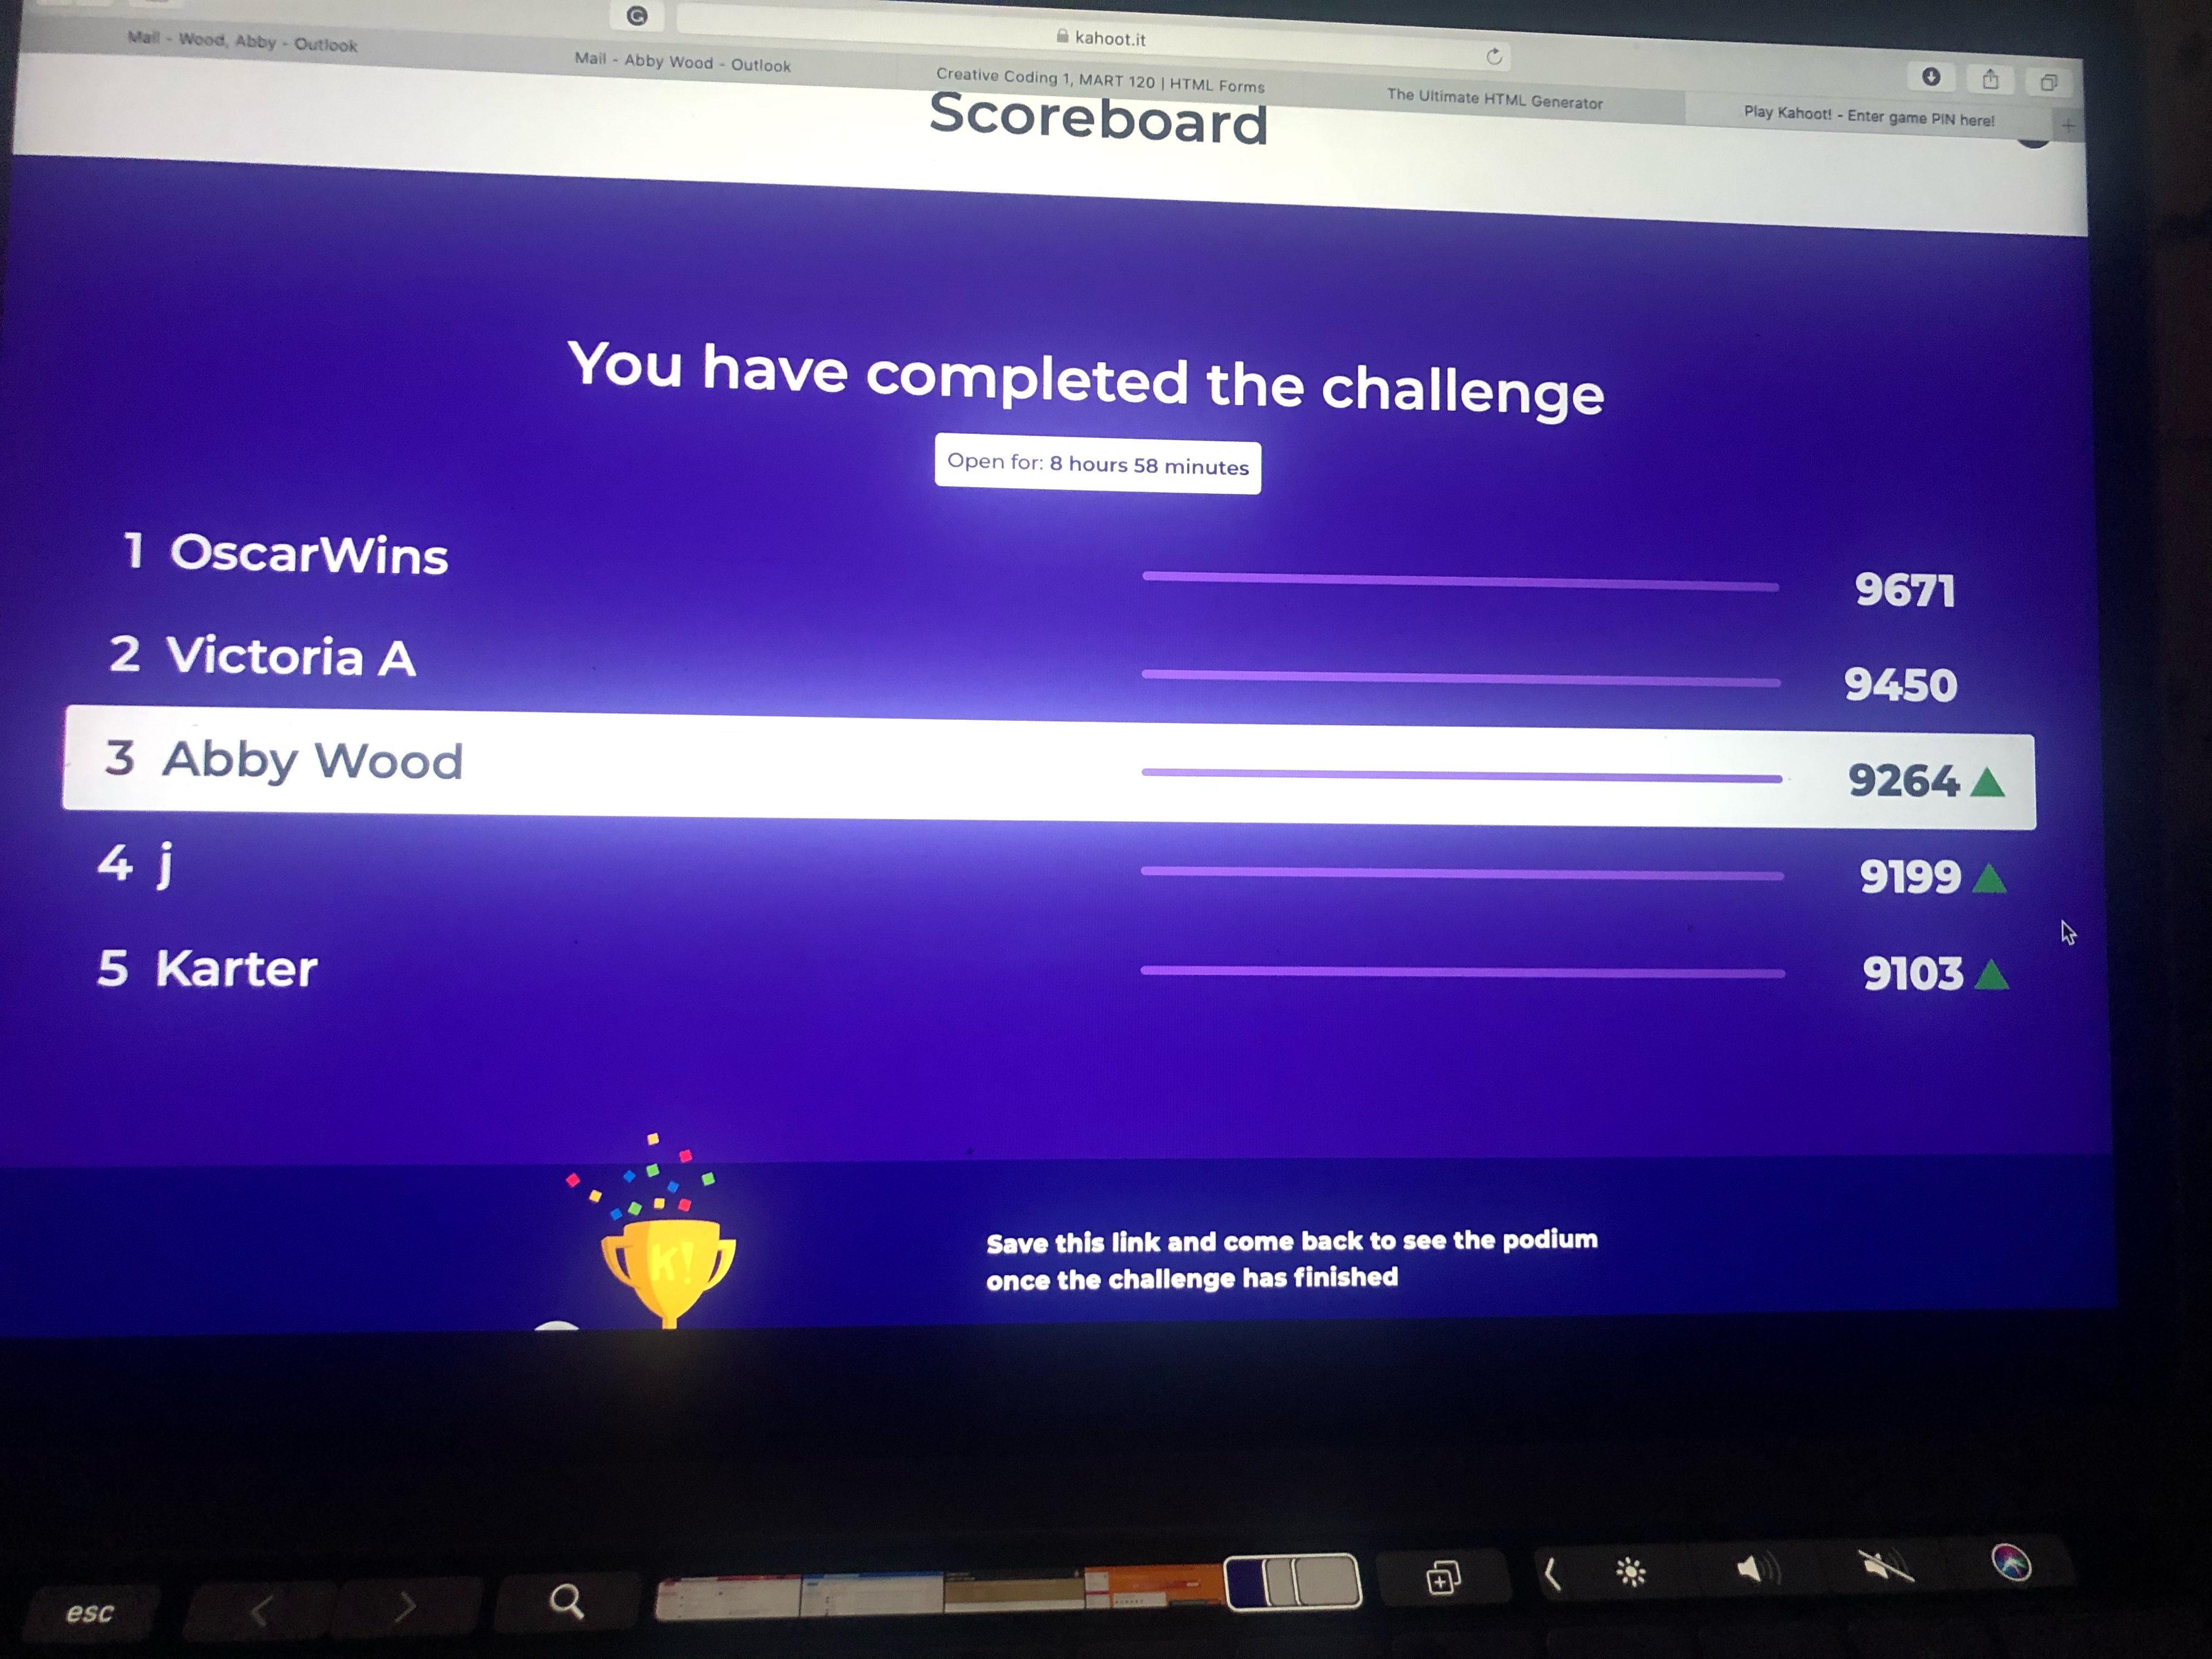 kahoot.it
Mail - Wood, Abby - Outlook
Mail - Abby Wood - Outlook
Creative Coding 1, MART 120 | HTML Forms
The Ultimate HTML Generator
Play Kahoot! - Enter game PIN here!
Scoreboard
You have completed the challenge
Open for: 8 hours 58 minutes
1 OscarWins 9671
2 Victoria A 9450
3 Abby Wood 9264
4 j 9199
5 Karter 9103
K!
Save this link and come back to see the podium
once the challenge has finished
esc